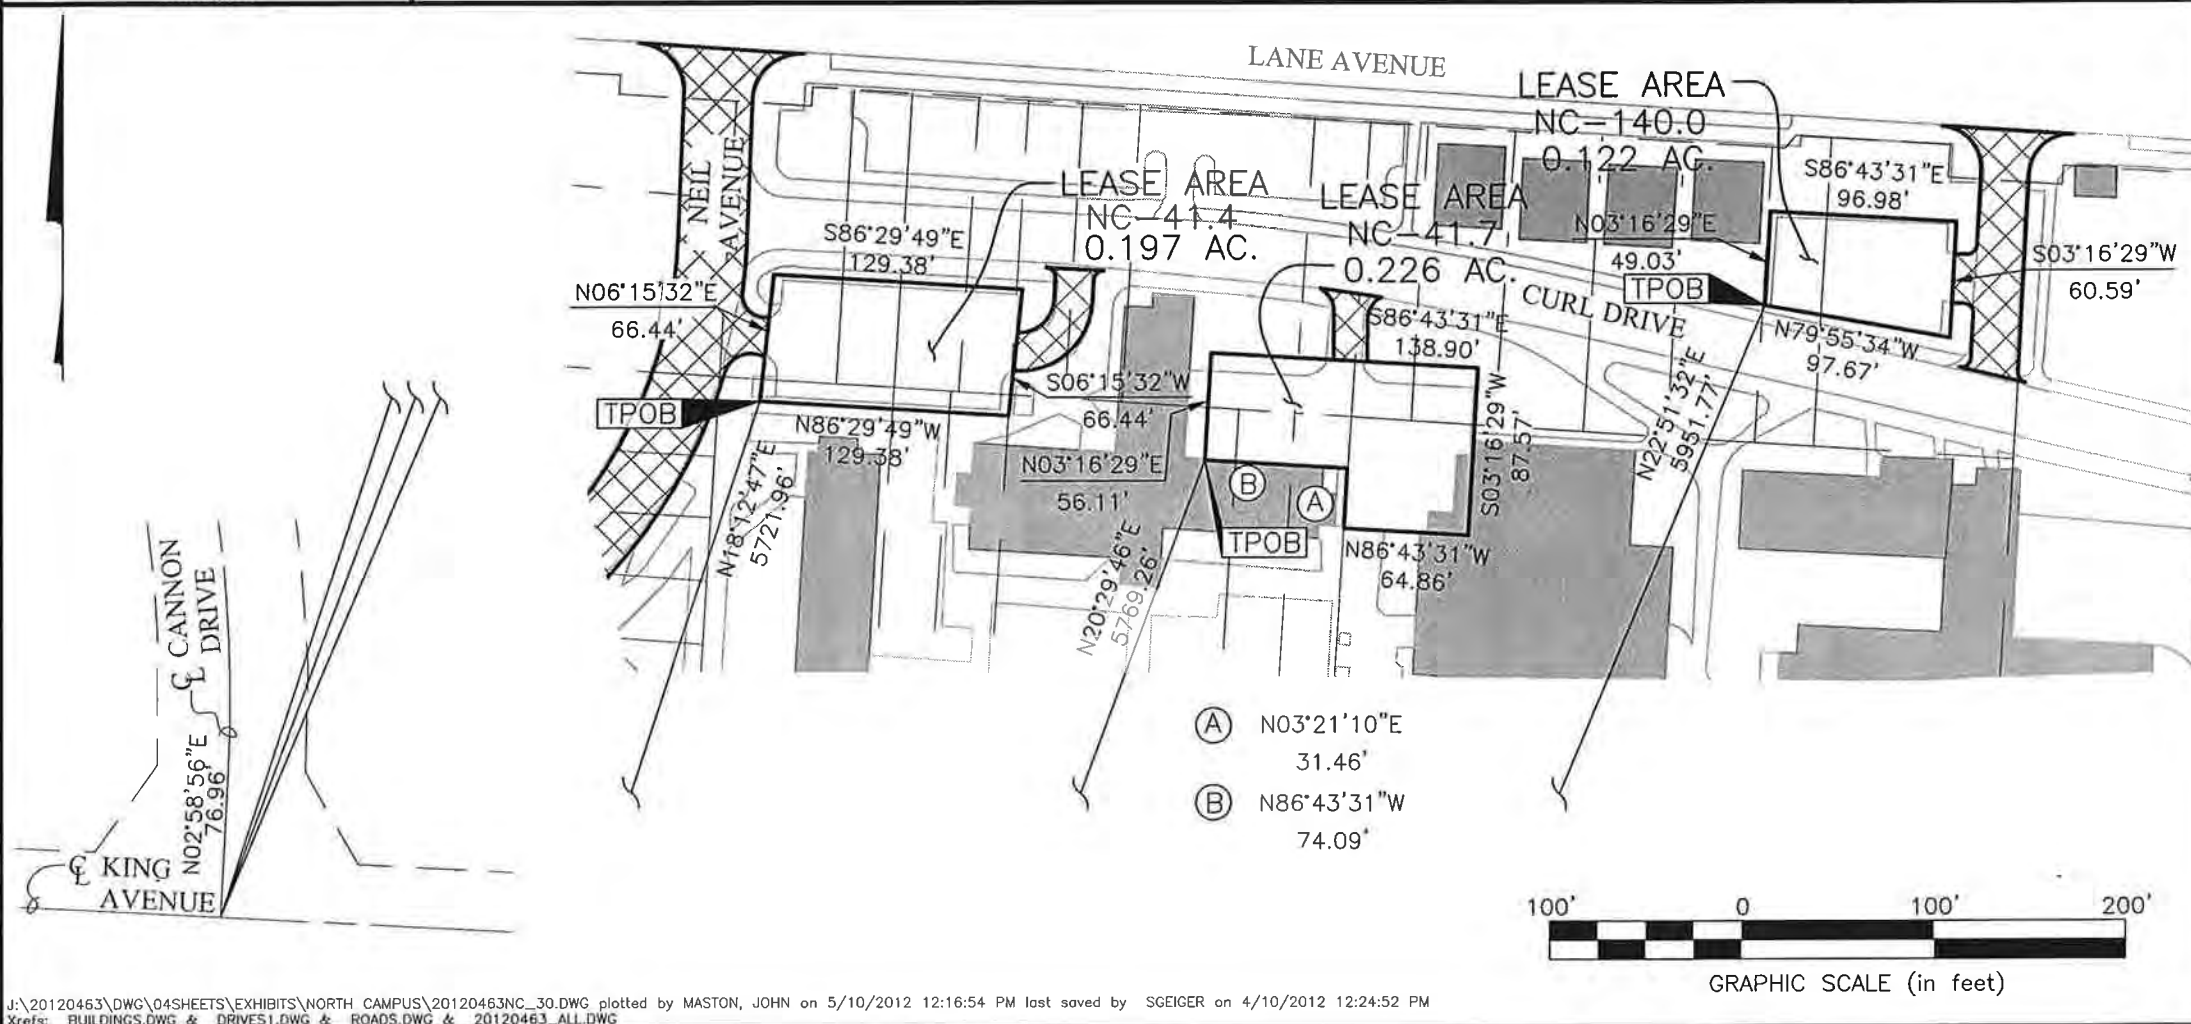 LANE AVENUE
LEASE AREA
NC-140.0
0.122 AC.
S86°43'31"E
96.98'
NEIL
AVENUE
LEASE AREA
NC-41.4
0.197 AC.
LEASE AREA
NC-41.7
0.226 AC.
N03°16'29"E
49.03'
S03°16'29"W
60.59'
S86°29'49"E
129.38'
TPOB
CURL DRIVE
N06°15'32"E
66.44'
S86°43'31"E
138.90'
N79°55'34"W
97.67'
S06°15'32"W
66.44'
TPOB
N86°29'49"W
129.38'
S03°16'29"W
87.57'
N22°51'32"E
5951.77'
N03°16'29"E
56.11'
N18°12'47"E
5721.96'
B
A
TPOB
N86°43'31"W
64.86'
N20°29'46"E
5769.26'
℄ CANNON
DRIVE
A N03°21'10"E
31.46'
B N86°43'31"W
74.09'
N02°58'56"E
76.96'
℄ KING
AVENUE
100' 0 100' 200'
GRAPHIC SCALE (in feet)
J:\20120463\DWG\04SHEETS\EXHIBITS\NORTH CAMPUS\20120463NC_30.DWG plotted by MASTON, JOHN on 5/10/2012 12:16:54 PM last saved by SGEIGER on 4/10/2012 12:24:52 PM
Xrefs: BUILDINGS.DWG & DRIVES1.DWG & ROADS.DWG & 20120463_ALL.DWG